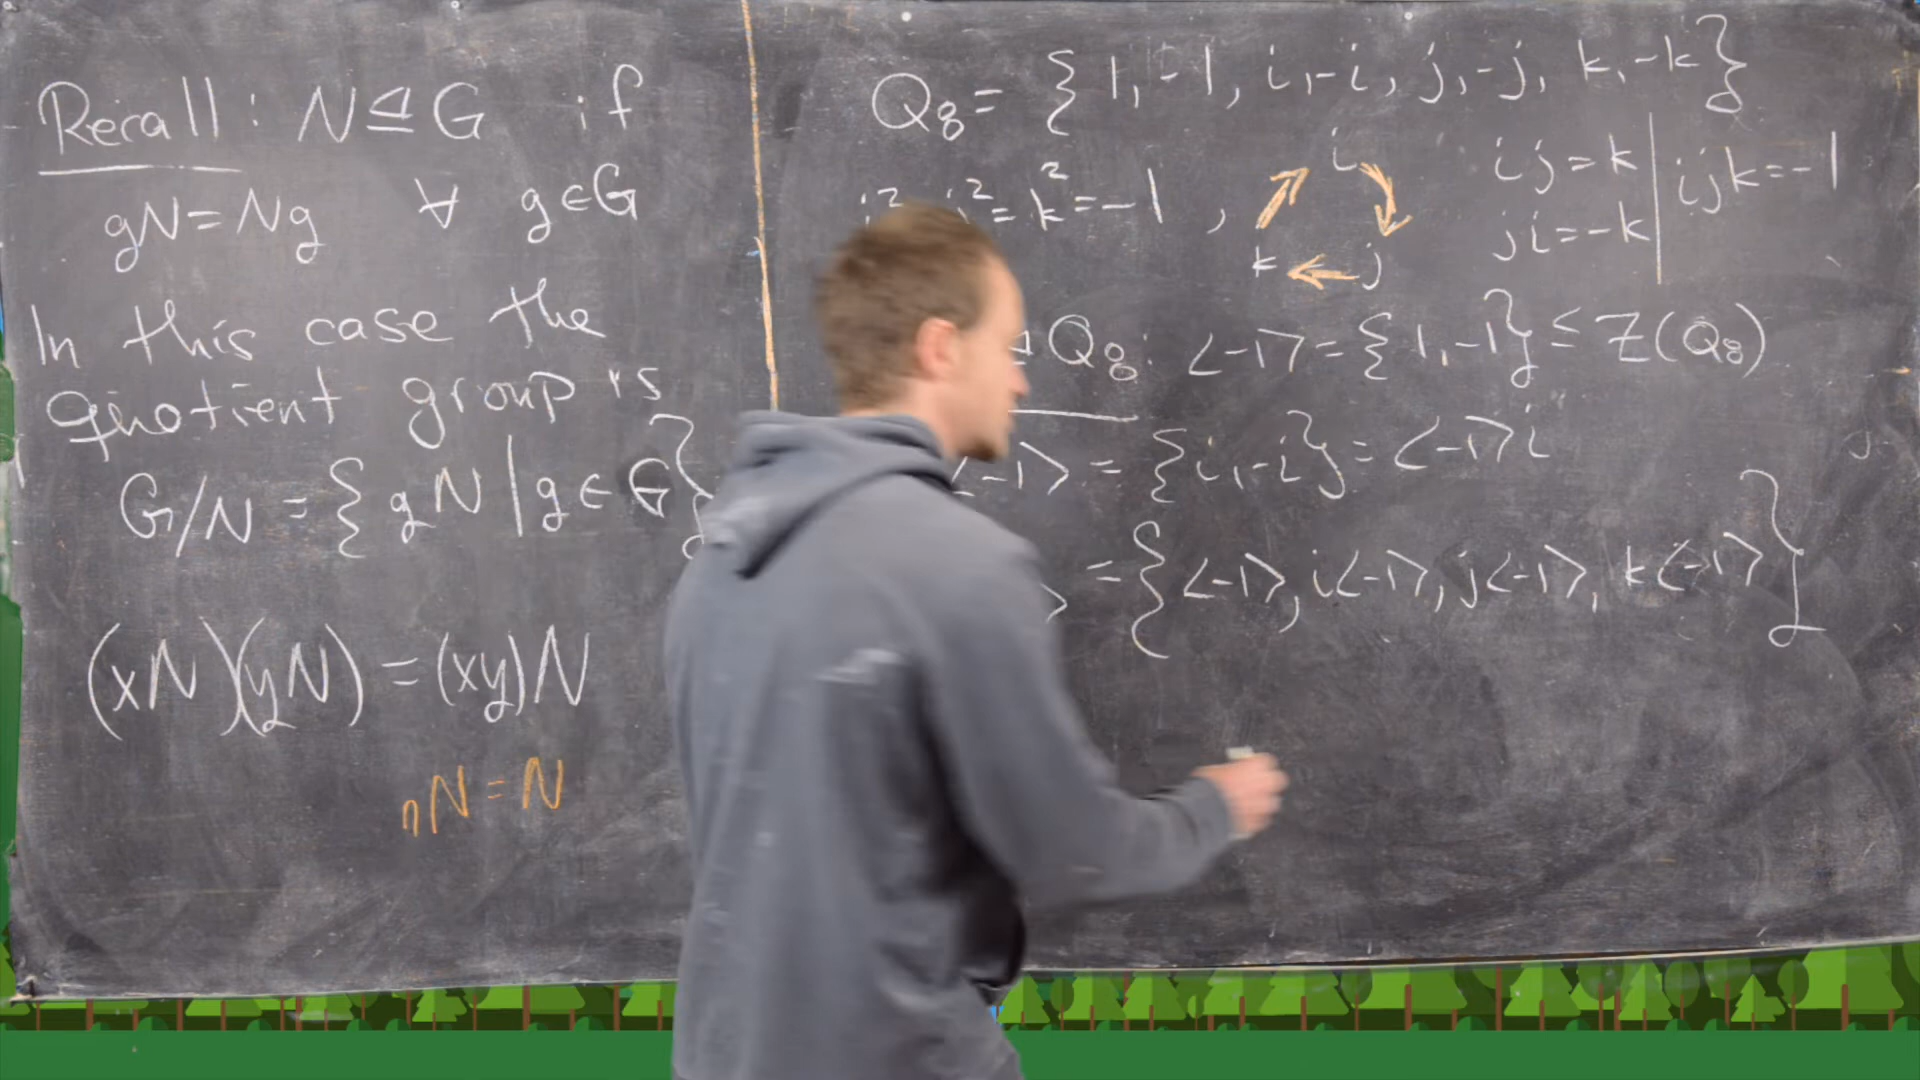 Recall: N⊴G if
gN=Ng ∀ g∈G
In this case the
quotient group is
G/N = {gN | g∈G}
(xN)(yN) = (xy)N
nN=N
Q₈= {1,-1, i,-i, j,-j, k,-k}
i² j²=k²=-1 ,
i
k j
ij=k
ji=-k
ijk=-1
Q₈: <-1>={1,-1}≤ Z(Q₈)
<-1> = {i,-i}=<-1>i
> ={<-1>, i<-1>, j<-1>, k<-1>}